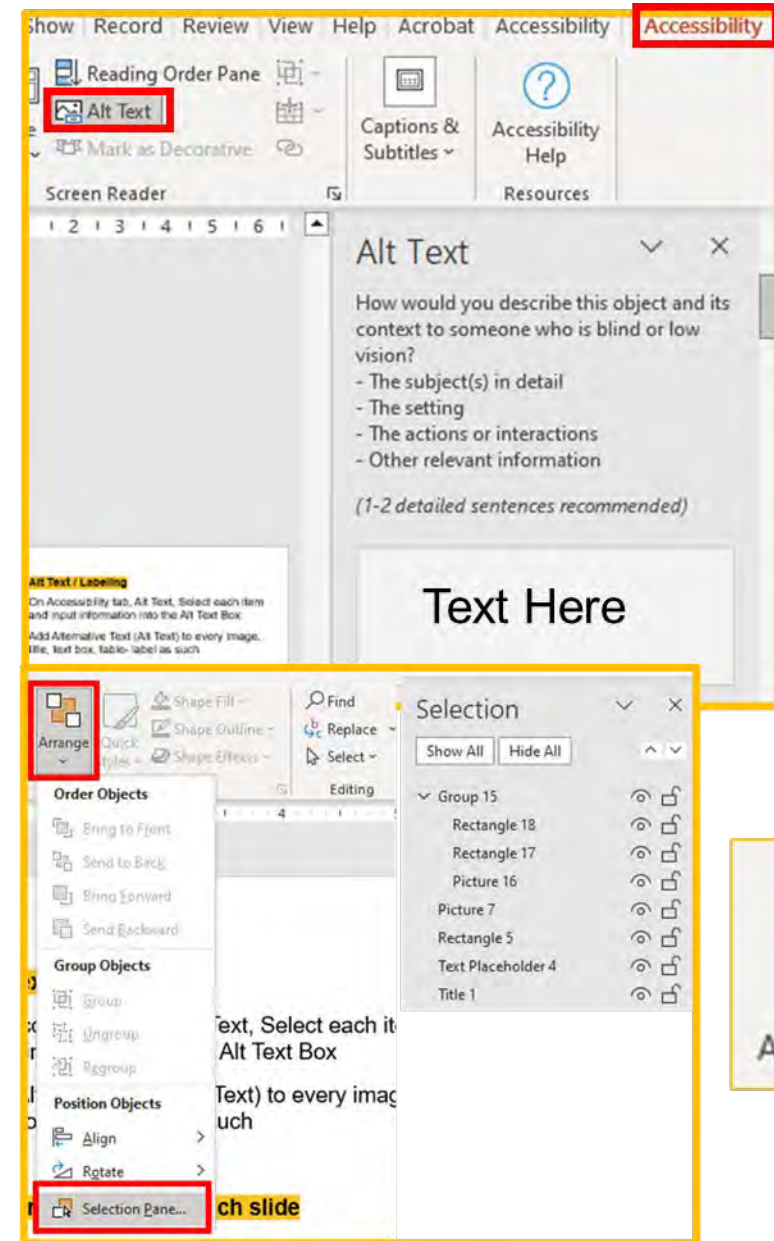 Show Record Review View Help Acrobat Accessibility Accessibility
Reading Order Pane
Alt Text
Mark as Decorative
Captions &
Subtitles
Accessibility
Help
Screen Reader
Resources
1 2 3 4 5 6
Alt Text
How would you describe this object and its
context to someone who is blind or low
vision?
- The subject(s) in detail
- The setting
- The actions or interactions
- Other relevant information
(1-2 detailed sentences recommended)
Text Here
Alt Text / Labeling
On Accessibility tab, Alt Text, Select each item
and input information into the Alt Text Box
Add Alternative Text (Alt Text) to every image,
title, text box, table- label as such
Arrange
Quick
Styles
Shape Fill
Shape Outline
Shape Effects
Find
Replace
Select
Editing
4
Order Objects
Bring to Front
Send to Back
Bring Forward
Send Backward
Group Objects
Group
Ungroup
Regroup
Position Objects
Align
Rotate
Selection Pane...
Text, Select each it
Alt Text Box
Text) to every imag
uch
ch slide
Selection
Show All Hide All
Group 15
Rectangle 18
Rectangle 17
Picture 16
Picture 7
Rectangle 5
Text Placeholder 4
Title 1
A